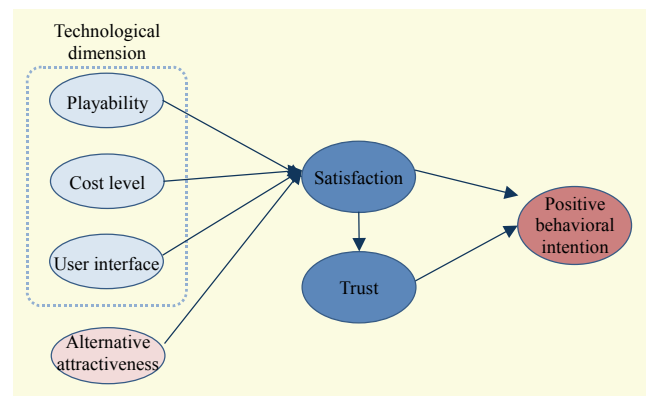 Technological
dimension
Playability
Cost level
User interface
Alternative
attractiveness
Satisfaction
Trust
Positive
behavioral
intention